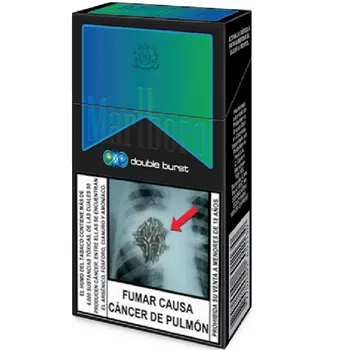 Marlboro
double burst
EL HUMO DEL TABACO CONTIENE MÁS DE
4,000 SUSTANCIAS TÓXICAS, DE LAS CUALES 50
PRODUCEN CÁNCER, ENTRE ELLAS SE ENCUENTRAN
EL ARSÉNICO, FÓSFORO, CIANURO Y AMONÍACO.
FUMAR CAUSA
CÁNCER DE PULMÓN
PROHIBIDA SU VENTA A MENORES DE 18 AÑOS